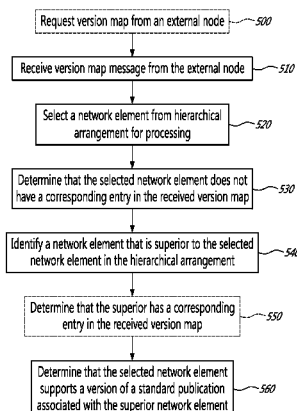 Request version map from an external node
500
Receive version map message from the external node
510
Select a network element from hierarchical
arrangement for processing
520
Determine that the selected network element does not
have a corresponding entry in the received version map
530
Identify a network element that is superior to the selected
network element in the hierarchical arrangement
540
Determine that the superior has a corresponding
entry in the received version map
550
Determine that the selected network element
supports a version of a standard publication
associated with the superior network element
560